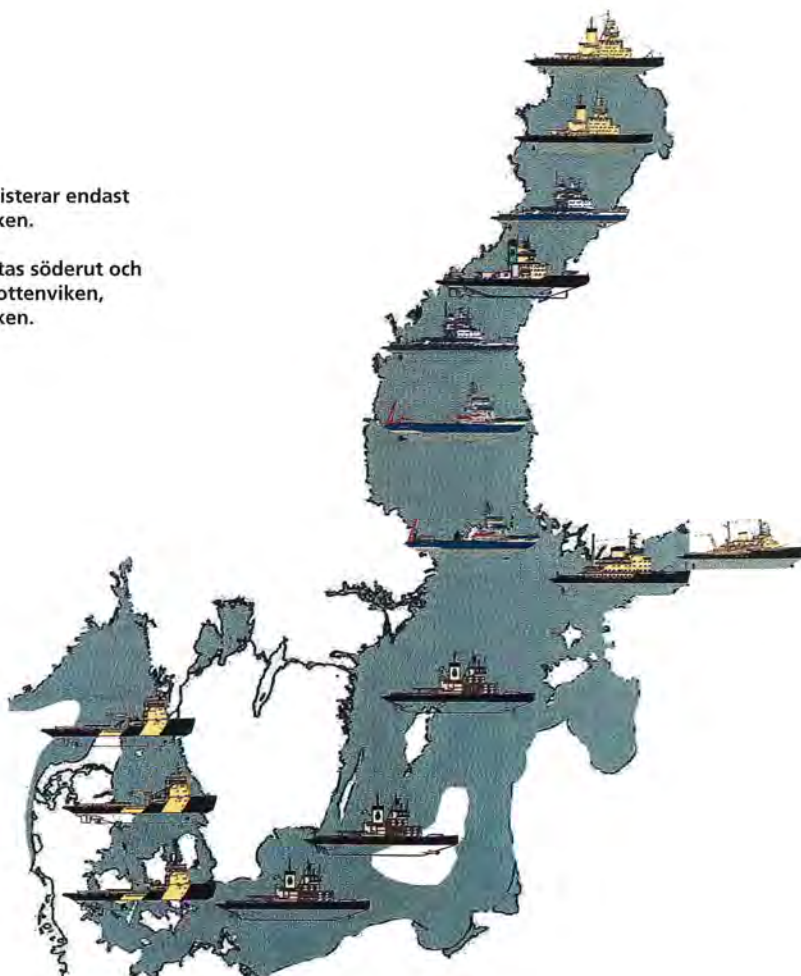 isterar endast
ken.
tas söderut och
ottenviken,
ken.